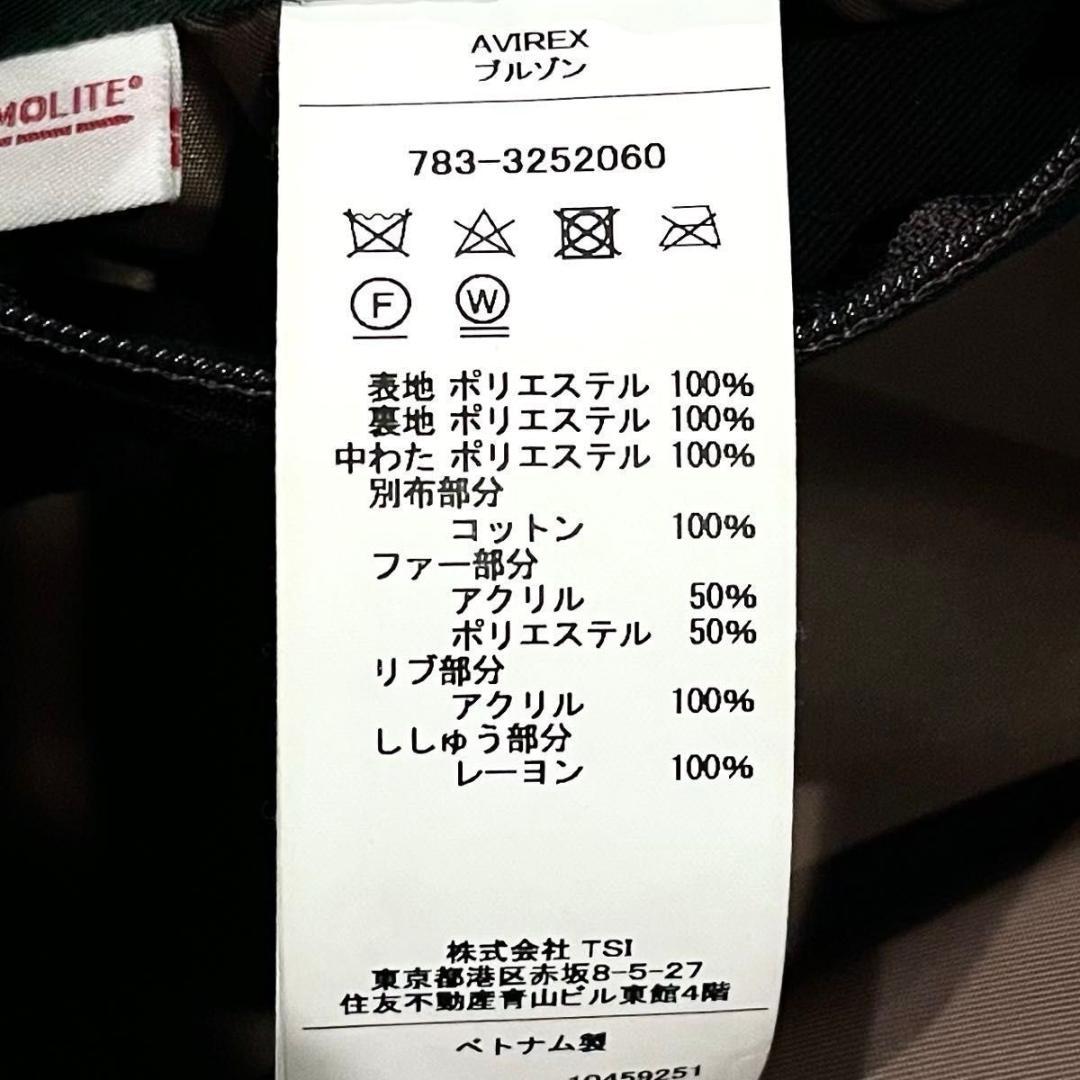 MOLITE®
AVIREX
ブルゾン
783-3252060
F W
表地 ポリエステル 100%
裏地 ポリエステル 100%
中わた ポリエステル 100%
別布部分
コットン 100%
ファー部分
アクリル 50%
ポリエステル 50%
リブ部分
アクリル 100%
ししゅう部分
レーヨン 100%
株式会社 TSI
東京都港区赤坂8-5-27
住友不動産青山ビル東館4階
ベトナム製
10459251